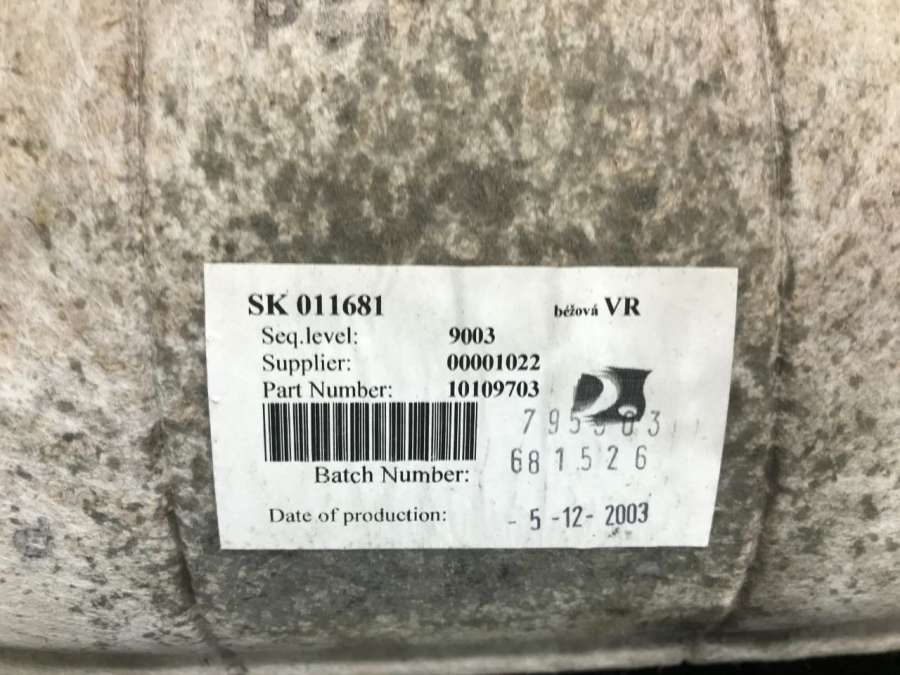 SK 011681 béžová VR
Seq.level: 9003
Supplier: 00001022
Part Number: 10109703
Batch Number: 681526
Date of production: - 5 -12- 2003